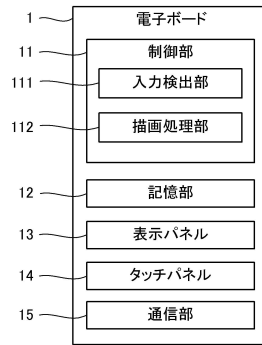 1 電子ボード
11 制御部
111 入力検出部
112 描画処理部
12 記憶部
13 表示パネル
14 タッチパネル
15 通信部